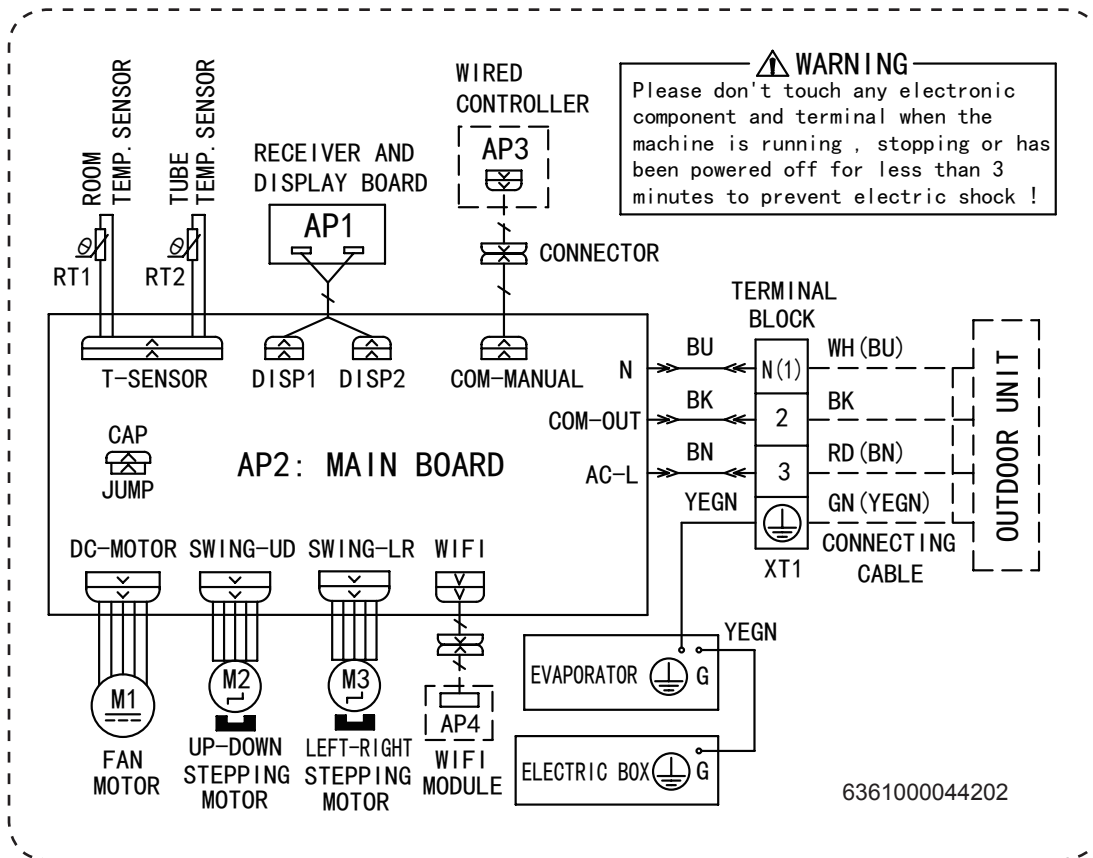 ROOM
TEMP. SENSOR
TUBE
TEMP. SENSOR
RT1
RT2
RECEIVER AND
DISPLAY BOARD
AP1
WIRED
CONTROLLER
AP3
CONNECTOR
WARNING
Please don't touch any electronic
component and terminal when the
machine is running , stopping or has
been powered off for less than 3
minutes to prevent electric shock !
T-SENSOR
DISP1
DISP2
COM-MANUAL
N
COM-OUT
AC-L
CAP
JUMP
AP2: MAIN BOARD
TERMINAL
BLOCK
BU
N(1)
WH(BU)
BK
2
BK
BN
3
RD(BN)
YEGN
GN(YEGN)
XT1
CONNECTING
CABLE
OUTDOOR UNIT
DC-MOTOR
SWING-UD
SWING-LR
WIFI
M1
FAN
MOTOR
M2
UP-DOWN
STEPPING
MOTOR
M3
LEFT-RIGHT
STEPPING
MOTOR
AP4
WIFI
MODULE
EVAPORATOR
G
YEGN
ELECTRIC BOX
G
6361000044202